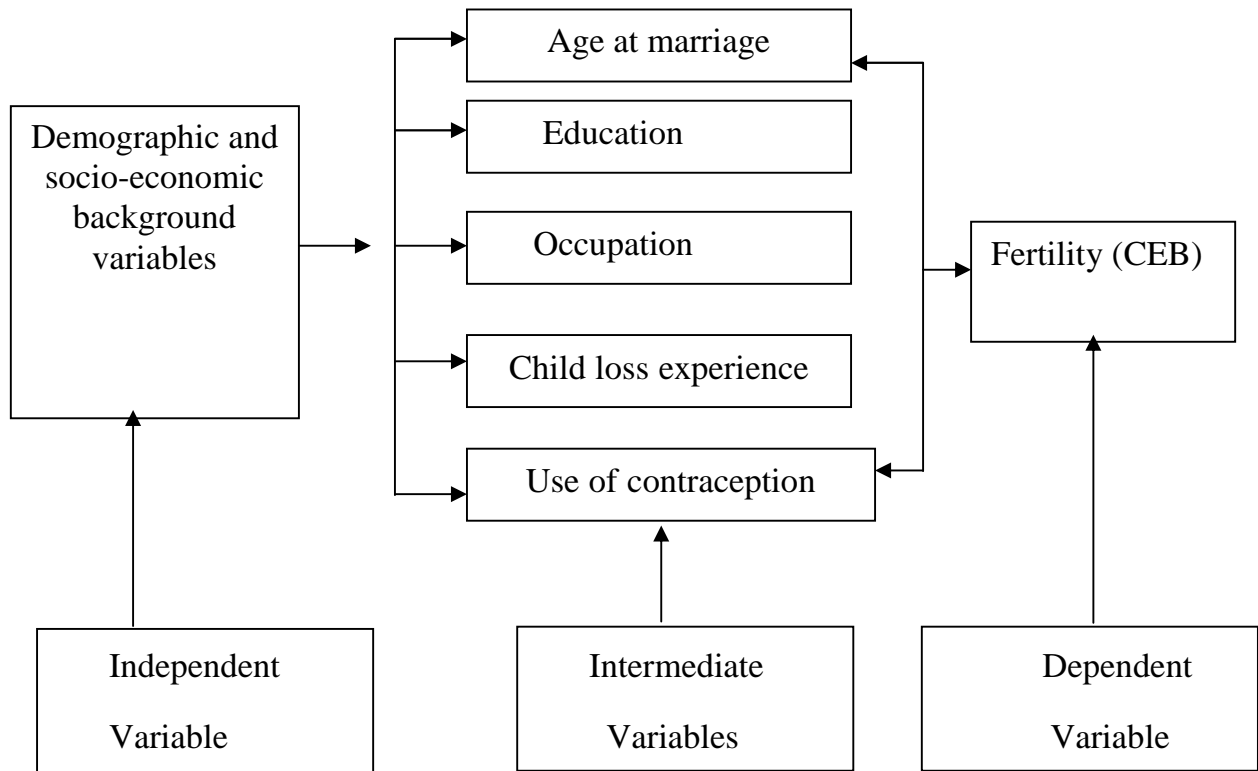 Age at marriage
Demographic and
socio-economic
background
variables
Education
Occupation
Fertility (CEB)
Child loss experience
Use of contraception
Independent
Variable
Intermediate
Variables
Dependent
Variable